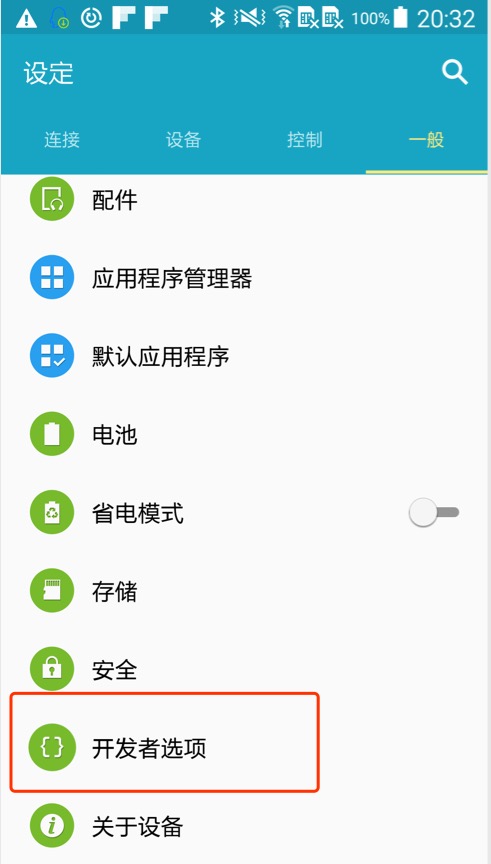 100% 20:32
设定
连接 设备 控制 一般
配件
应用程序管理器
默认应用程序
电池
省电模式
存储
安全
开发者选项
关于设备